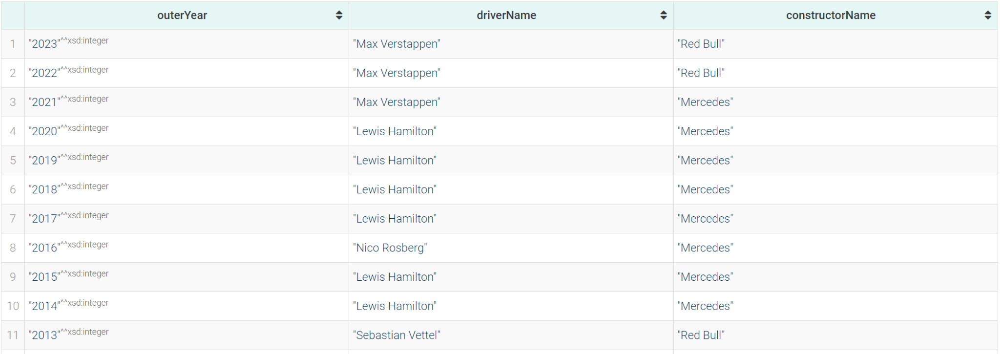 outerYear driverName constructorName
1 "2023"^^xsd:integer "Max Verstappen" "Red Bull"
2 "2022"^^xsd:integer "Max Verstappen" "Red Bull"
3 "2021"^^xsd:integer "Max Verstappen" "Mercedes"
4 "2020"^^xsd:integer "Lewis Hamilton" "Mercedes"
5 "2019"^^xsd:integer "Lewis Hamilton" "Mercedes"
6 "2018"^^xsd:integer "Lewis Hamilton" "Mercedes"
7 "2017"^^xsd:integer "Lewis Hamilton" "Mercedes"
8 "2016"^^xsd:integer "Nico Rosberg" "Mercedes"
9 "2015"^^xsd:integer "Lewis Hamilton" "Mercedes"
10 "2014"^^xsd:integer "Lewis Hamilton" "Mercedes"
11 "2013"^^xsd:integer "Sebastian Vettel" "Red Bull"